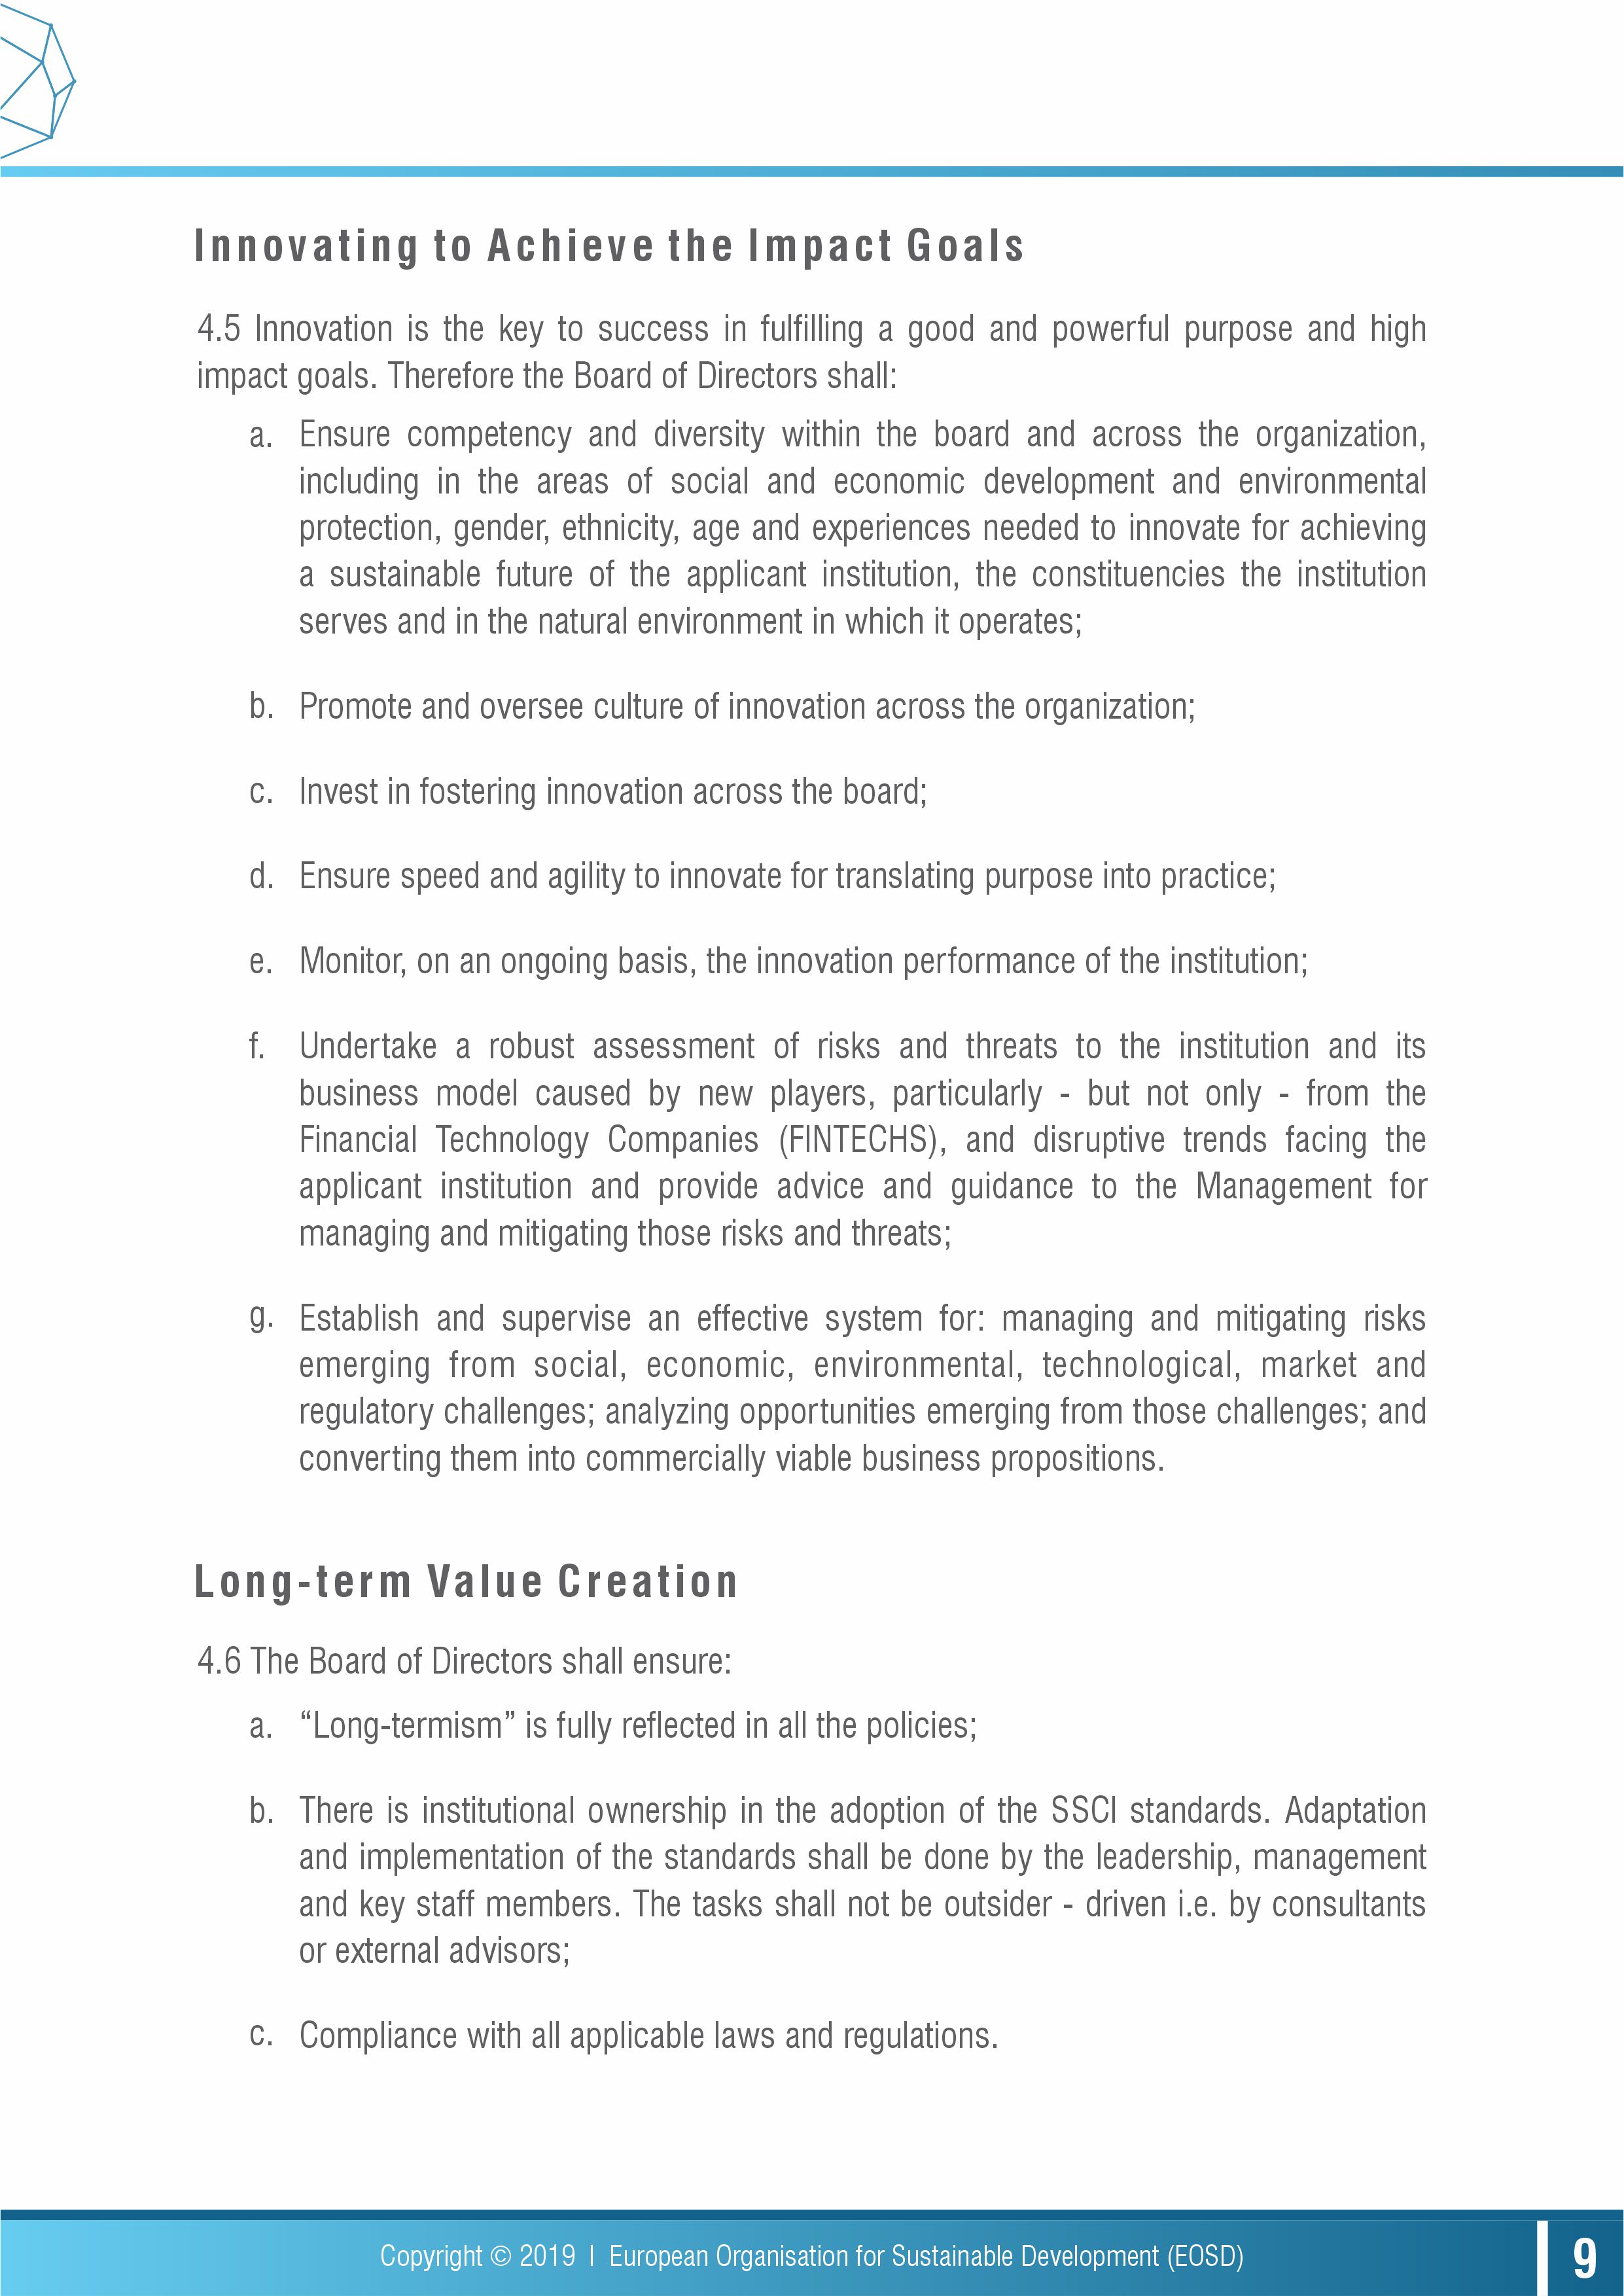 Innovating to Achieve the Impact Goals
4.5 Innovation is the key to success in fulfilling a good and powerful purpose and high
impact goals. Therefore the Board of Directors shall:
a. Ensure competency and diversity within the board and across the organization,
including in the areas of social and economic development and environmental
protection, gender, ethnicity, age and experiences needed to innovate for achieving
a sustainable future of the applicant institution, the constituencies the institution
serves and in the natural environment in which it operates;
b. Promote and oversee culture of innovation across the organization;
c. Invest in fostering innovation across the board;
d. Ensure speed and agility to innovate for translating purpose into practice;
e. Monitor, on an ongoing basis, the innovation performance of the institution;
f. Undertake a robust assessment of risks and threats to the institution and its
business model caused by new players, particularly - but not only - from the
Financial Technology Companies (FINTECHS), and disruptive trends facing the
applicant institution and provide advice and guidance to the Management for
managing and mitigating those risks and threats;
g. Establish and supervise an effective system for: managing and mitigating risks
emerging from social, economic, environmental, technological, market and
regulatory challenges; analyzing opportunities emerging from those challenges; and
converting them into commercially viable business propositions.
Long-term Value Creation
4.6 The Board of Directors shall ensure:
a. “Long-termism” is fully reflected in all the policies;
b. There is institutional ownership in the adoption of the SSCI standards. Adaptation
and implementation of the standards shall be done by the leadership, management
and key staff members. The tasks shall not be outsider - driven i.e. by consultants
or external advisors;
c. Compliance with all applicable laws and regulations.
Copyright © 2019 | European Organisation for Sustainable Development (EOSD)
9